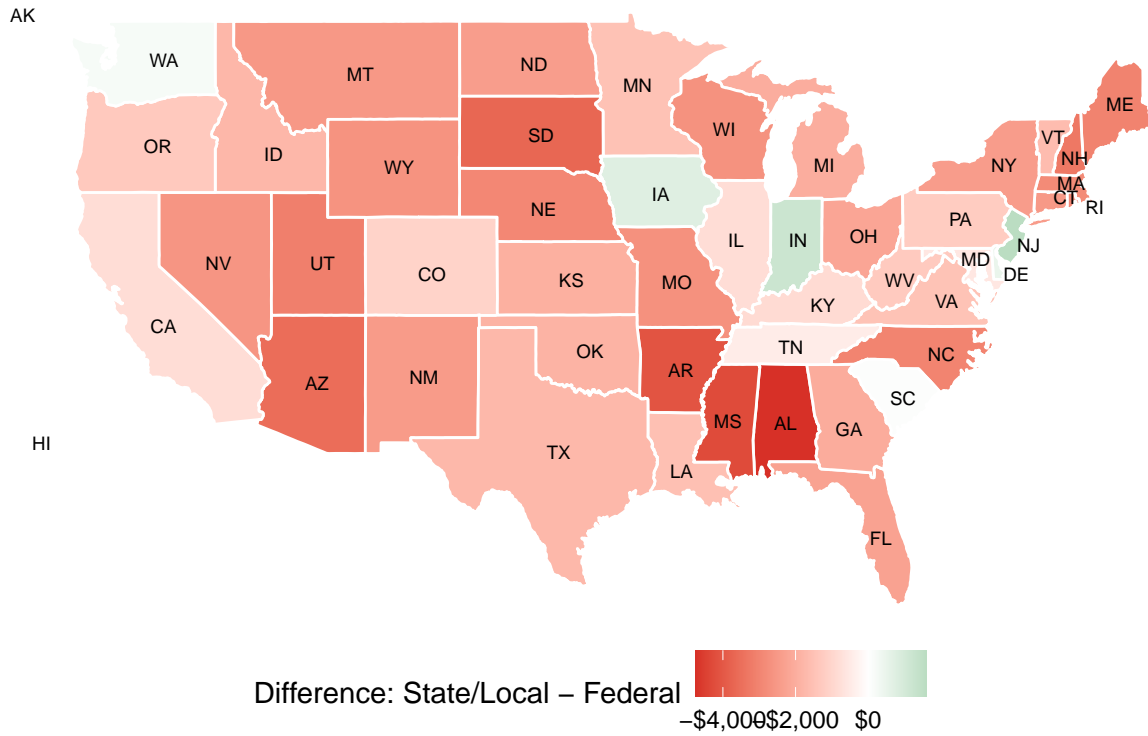 AK
WA
MT
ND
MN
ME
OR
ID
SD
WI
VT
WY
MI
NY
NH
MA
NE
IA
CT
RI
PA
NV
UT
CO
IL
IN
OH
NJ
MD
DE
KS
MO
WV
VA
CA
KY
OK
TN
NC
AZ
NM
AR
SC
MS
AL
GA
HI
TX
LA
FL
Difference: State/Local – Federal
−$4,000 −$2,000 $0